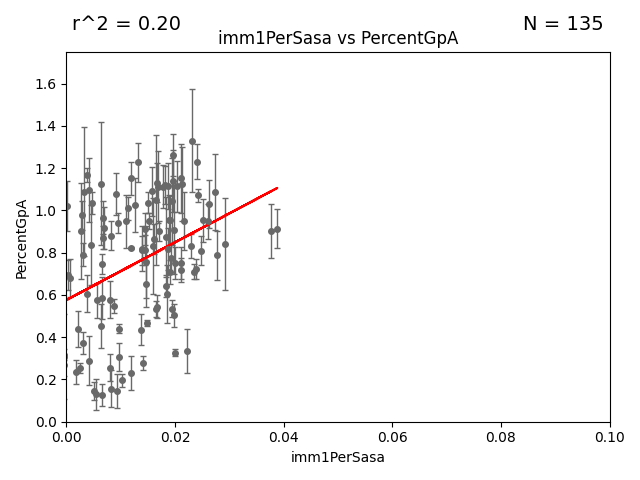 r^2 = 0.20
N = 135
imm1PerSasa vs PercentGpA
PercentGpA
1.6
1.4
1.2
1.0
0.8
0.6
0.4
0.2
0.0
0.00 0.02 0.04 0.06 0.08 0.10
imm1PerSasa